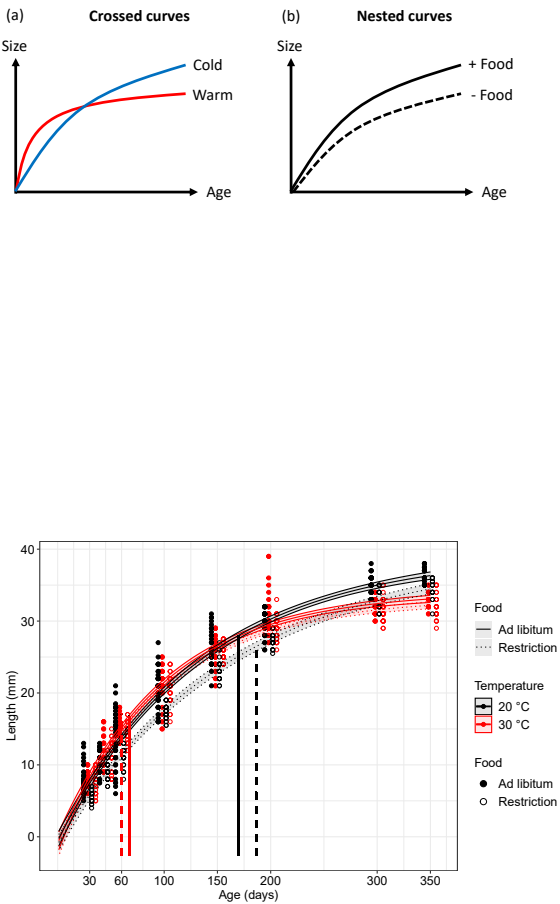 (a) Crossed curves
Size
Cold
Warm
Age
(b) Nested curves
Size
+ Food
- Food
Age
40
30
20
10
0
Length (mm)
30 60 100 150 200 300 350
Age (days)
Food
Ad libitum
Restriction
Temperature
20 °C
30 °C
Food
Ad libitum
Restriction